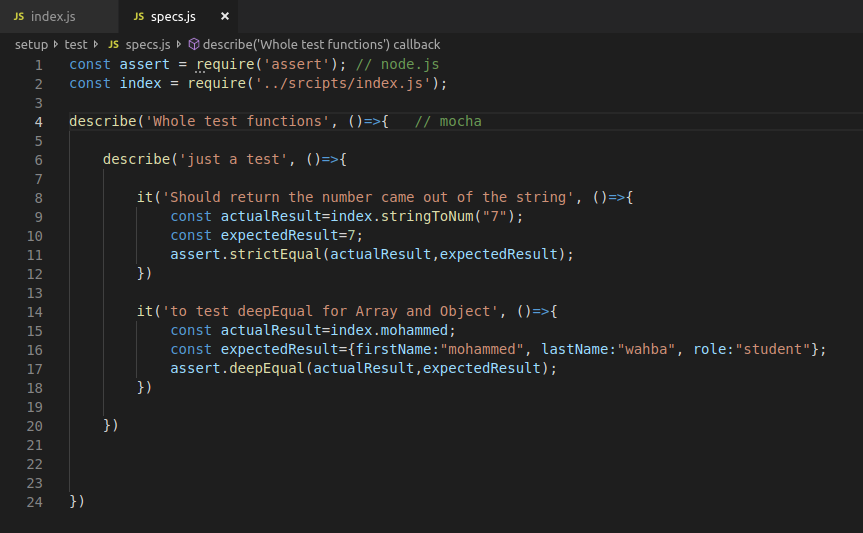 JS index.js JS specs.js ×
setup test JS specs.js describe('Whole test functions') callback
1 const assert = require('assert'); // node.js
2 const index = require('../srcipts/index.js');
3
4 describe('Whole test functions', ()=>{ // mocha
5
6 describe('just a test', ()=>{
7
8 it('Should return the number came out of the string', ()=>{
9 const actualResult=index.stringToNum("7");
10 const expectedResult=7;
11 assert.strictEqual(actualResult,expectedResult);
12 })
13
14 it('to test deepEqual for Array and Object', ()=>{
15 const actualResult=index.mohammed;
16 const expectedResult={firstName:"mohammed", lastName:"wahba", role:"student"};
17 assert.deepEqual(actualResult,expectedResult);
18 })
19
20 })
21
22
23
24 })